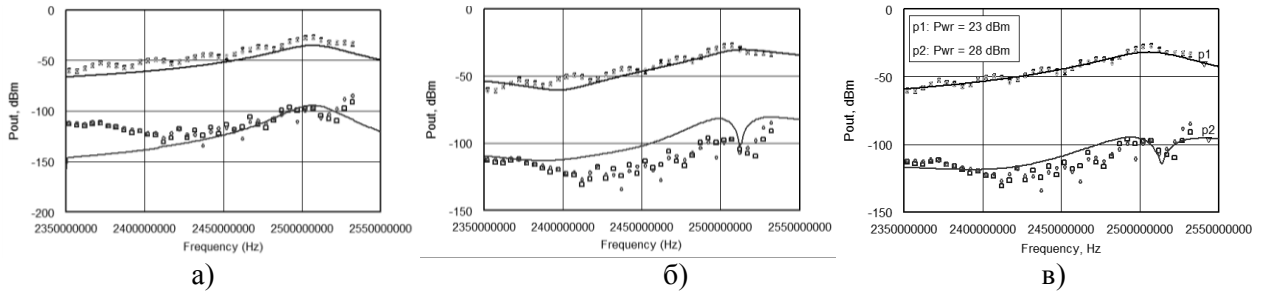 0
-50
-100
-150
-200
Pout, dBm
2350000000 2400000000 2450000000 2500000000 2550000000
Frequency (Hz)
а)
0
-50
-100
-150
Pout, dBm
2350000000 2400000000 2450000000 2500000000 2550000000
Frequency (Hz)
б)
0
-50
-100
-150
Pout, dBm
p1: Pwr = 23 dBm
p2: Pwr = 28 dBm
p1
p2
2350000000 2400000000 2450000000 2500000000 2550000000
Frequency, Hz
в)